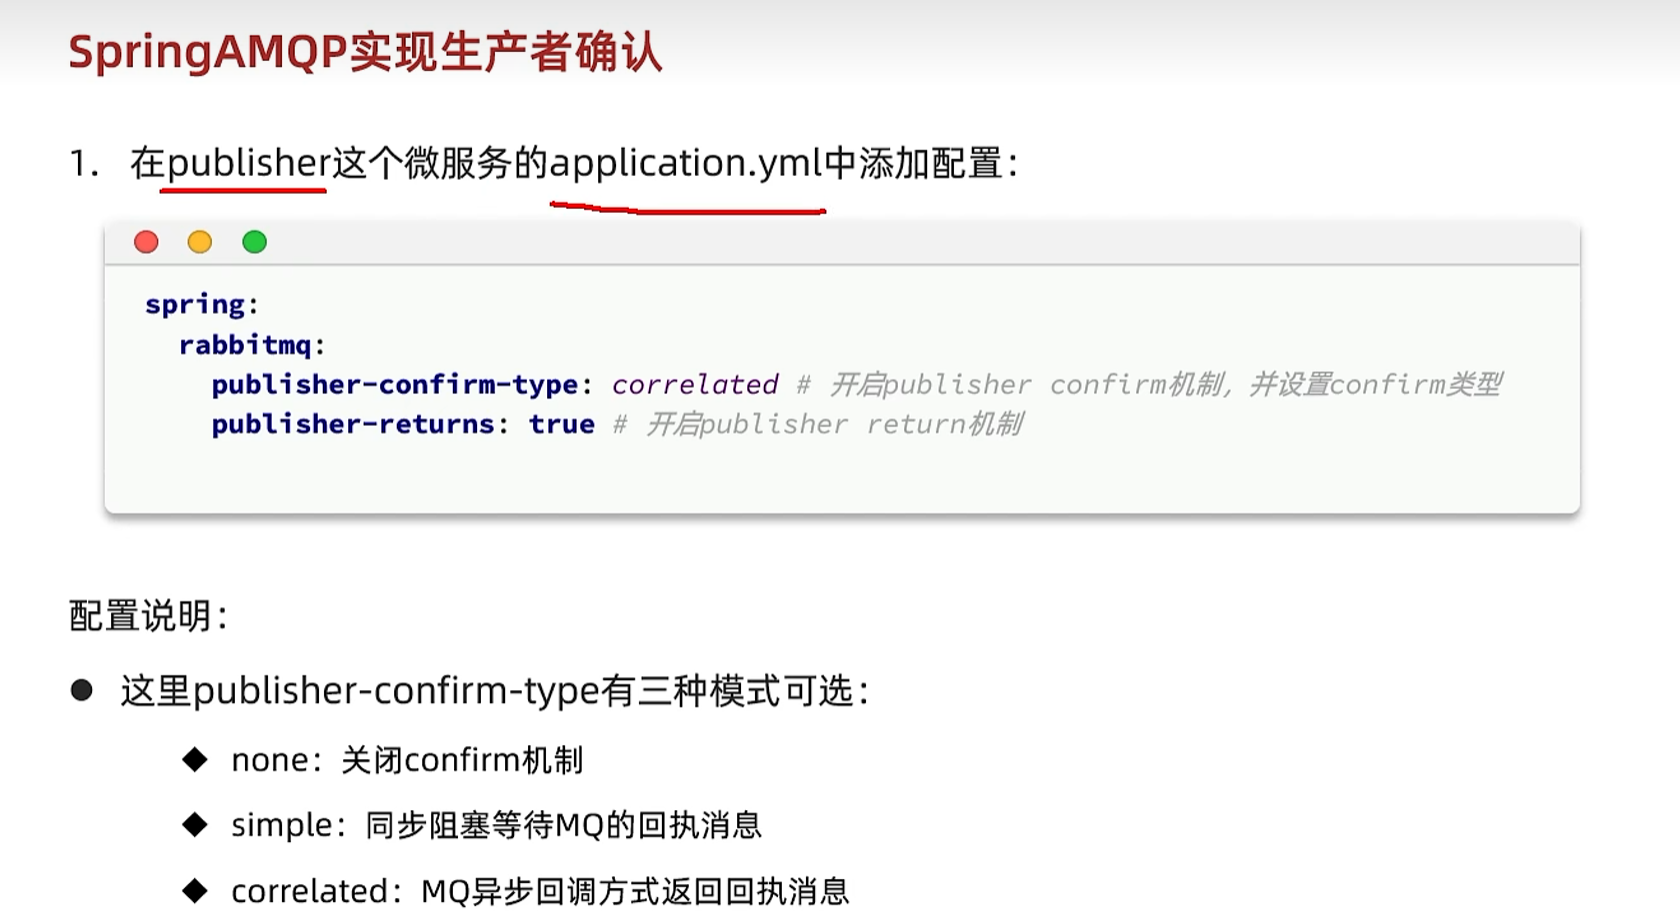 SpringAMQP实现生产者确认
1. 在publisher这个微服务的application.yml中添加配置：
spring:
  rabbitmq:
    publisher-confirm-type: correlated # 开启publisher confirm机制，并设置confirm类型
    publisher-returns: true # 开启publisher return机制
配置说明：
● 这里publisher-confirm-type有三种模式可选：
◆ none：关闭confirm机制
◆ simple：同步阻塞等待MQ的回执消息
◆ correlated：MQ异步回调方式返回回执消息